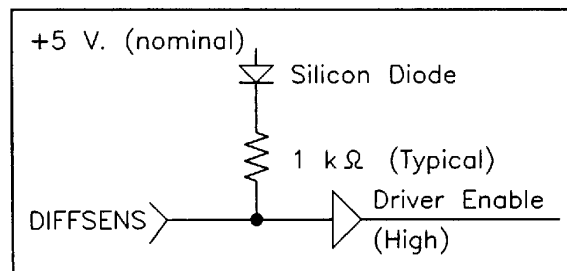 +5 V. (nominal)
Silicon Diode
1 kΩ (Typical)
DIFFSENS
Driver Enable
(High)